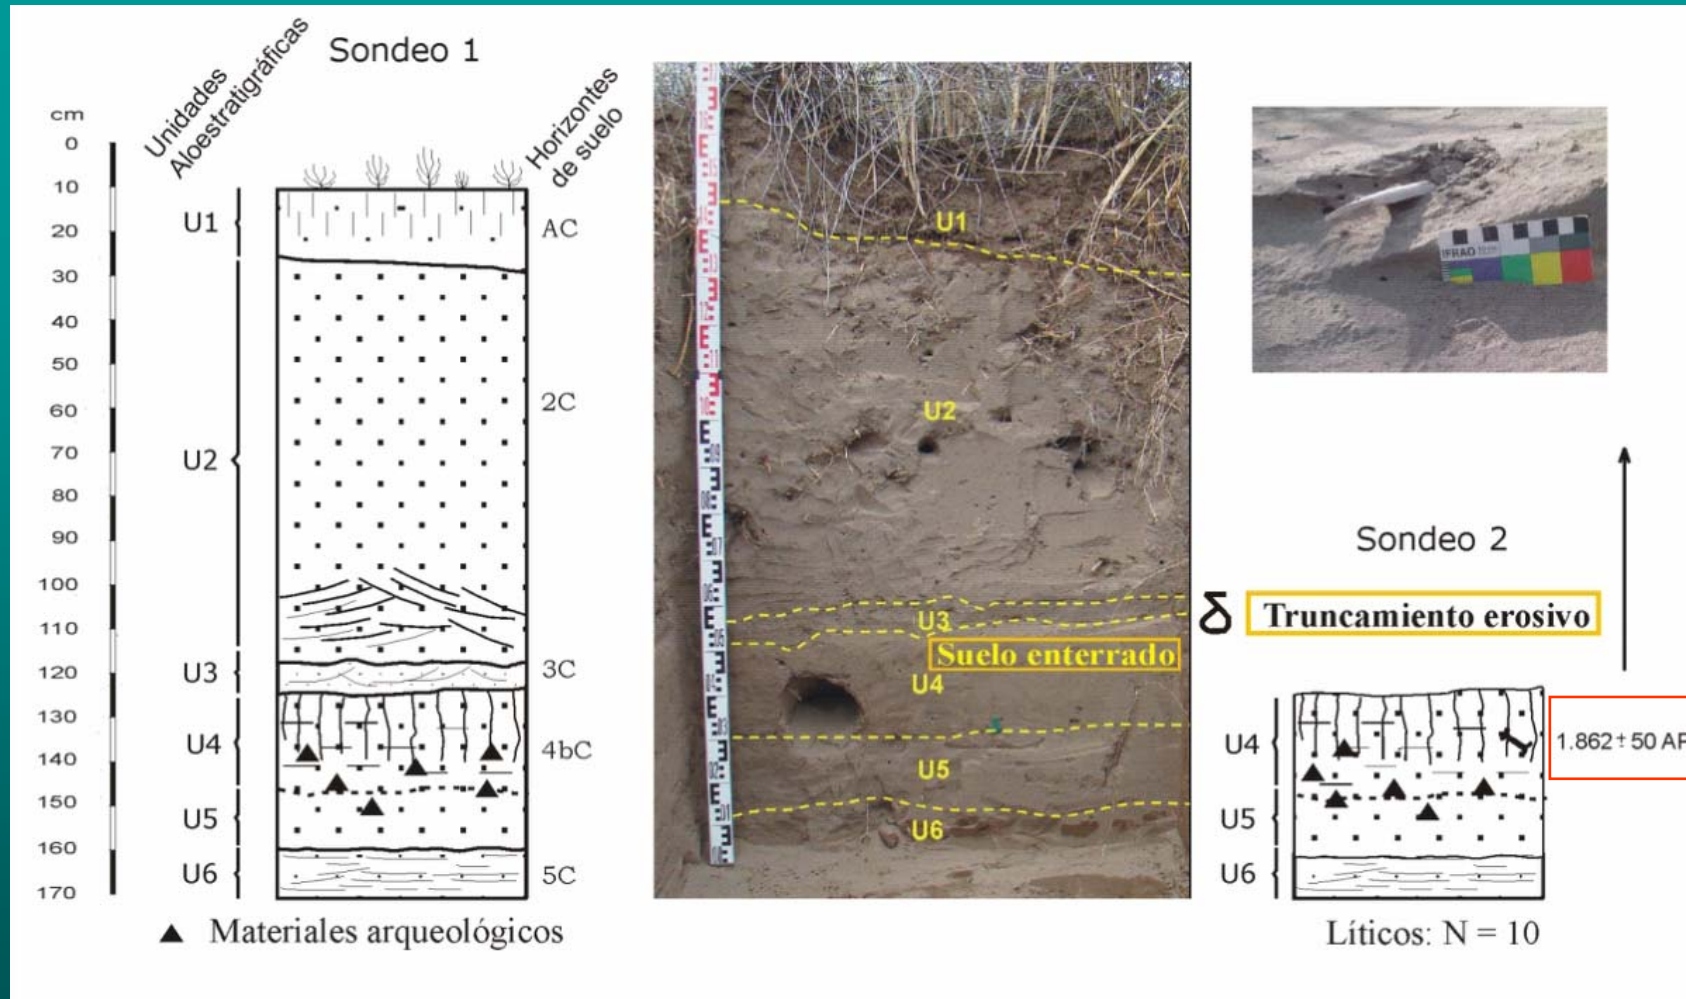 Sondeo 1
Unidades
Aloestratigráficas
Horizontes
de suelo
cm
0
10
20
30
40
50
60
70
80
90
100
110
120
130
140
150
160
170
U1
U2
U3
U4
U5
U6
AC
2C
3C
4bC
5C
▲ Materiales arqueológicos
U1
U2
U3
Suelo enterrado
U4
U5
U6
IFRAO
Sondeo 2
δ Truncamiento erosivo
U4
U5
U6
1.862 ± 50 AP
Líticos: N = 10